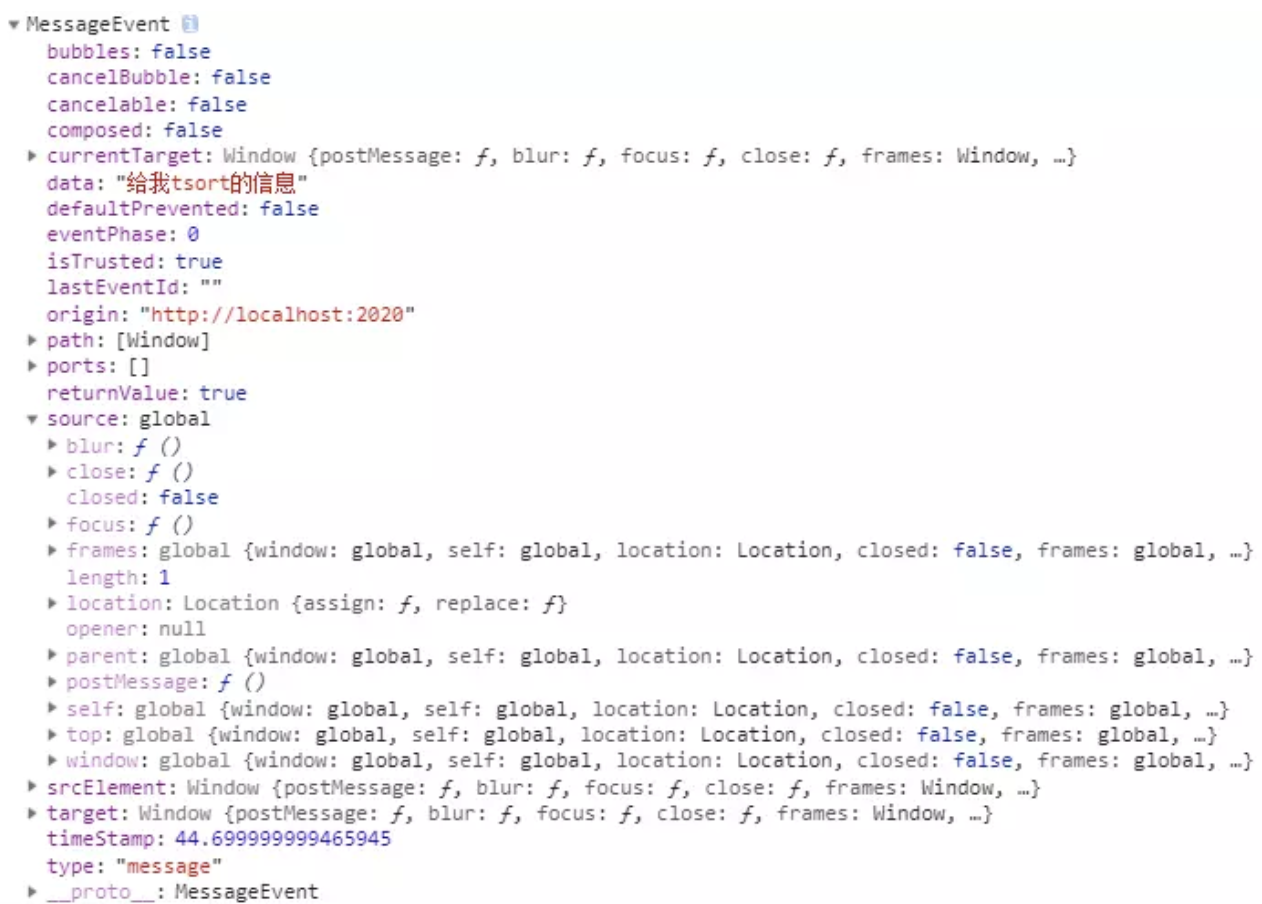 MessageEvent i
bubbles: false
cancelBubble: false
cancelable: false
composed: false
currentTarget: Window {postMessage: ƒ, blur: ƒ, focus: ƒ, close: ƒ, frames: Window, …}
data: "给我tsort的信息"
defaultPrevented: false
eventPhase: 0
isTrusted: true
lastEventId: ""
origin: "http://localhost:2020"
path: [Window]
ports: []
returnValue: true
source: global
blur: ƒ ()
close: ƒ ()
closed: false
focus: ƒ ()
frames: global {window: global, self: global, location: Location, closed: false, frames: global, …}
length: 1
location: Location {assign: ƒ, replace: ƒ}
opener: null
parent: global {window: global, self: global, location: Location, closed: false, frames: global, …}
postMessage: ƒ ()
self: global {window: global, self: global, location: Location, closed: false, frames: global, …}
top: global {window: global, self: global, location: Location, closed: false, frames: global, …}
window: global {window: global, self: global, location: Location, closed: false, frames: global, …}
srcElement: Window {postMessage: ƒ, blur: ƒ, focus: ƒ, close: ƒ, frames: Window, …}
target: Window {postMessage: ƒ, blur: ƒ, focus: ƒ, close: ƒ, frames: Window, …}
timeStamp: 44.699999999465945
type: "message"
__proto__: MessageEvent